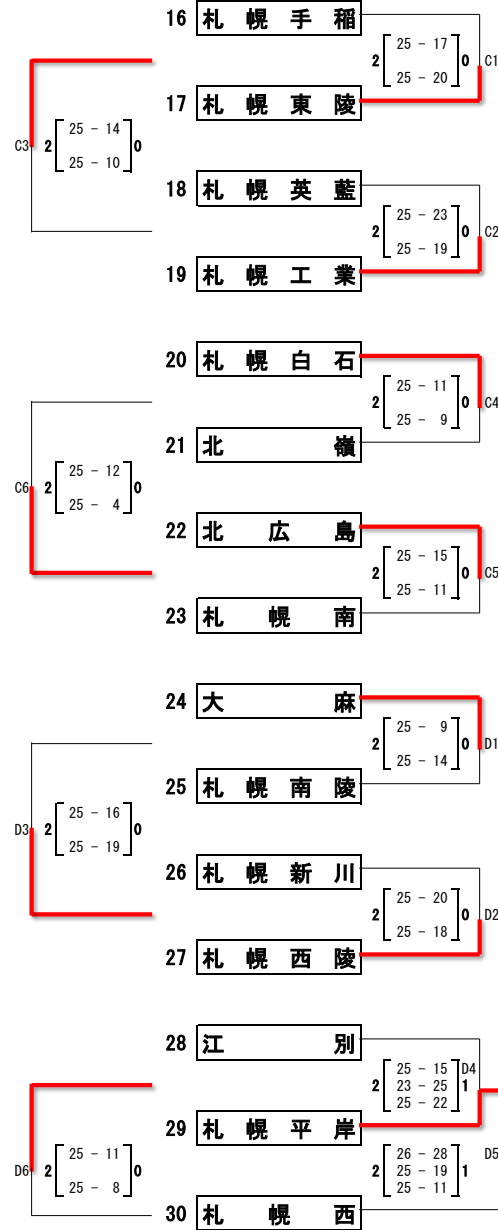 16 札幌手稲
2 25 - 17 0 C1
25 - 20
17 札幌東陵
C3 2 25 - 14 0
25 - 10
18 札幌英藍
2 25 - 23 0 C2
25 - 19
19 札幌工業
20 札幌白石
2 25 - 11 0 C4
25 - 9
21 北嶺
C6 2 25 - 12 0
25 - 4
22 北広島
2 25 - 15 0 C5
25 - 11
23 札幌南
24 大麻
2 25 - 9 0 D1
25 - 14
25 札幌南陵
D3 2 25 - 16 0
25 - 19
26 札幌新川
2 25 - 20 0 D2
25 - 18
27 札幌西陵
28 江別
25 - 15 D4
2 23 - 25 1
25 - 22
29 札幌平岸
D6 2 25 - 11 0
25 - 8
26 - 28 D5
2 25 - 19 1
25 - 11
30 札幌西